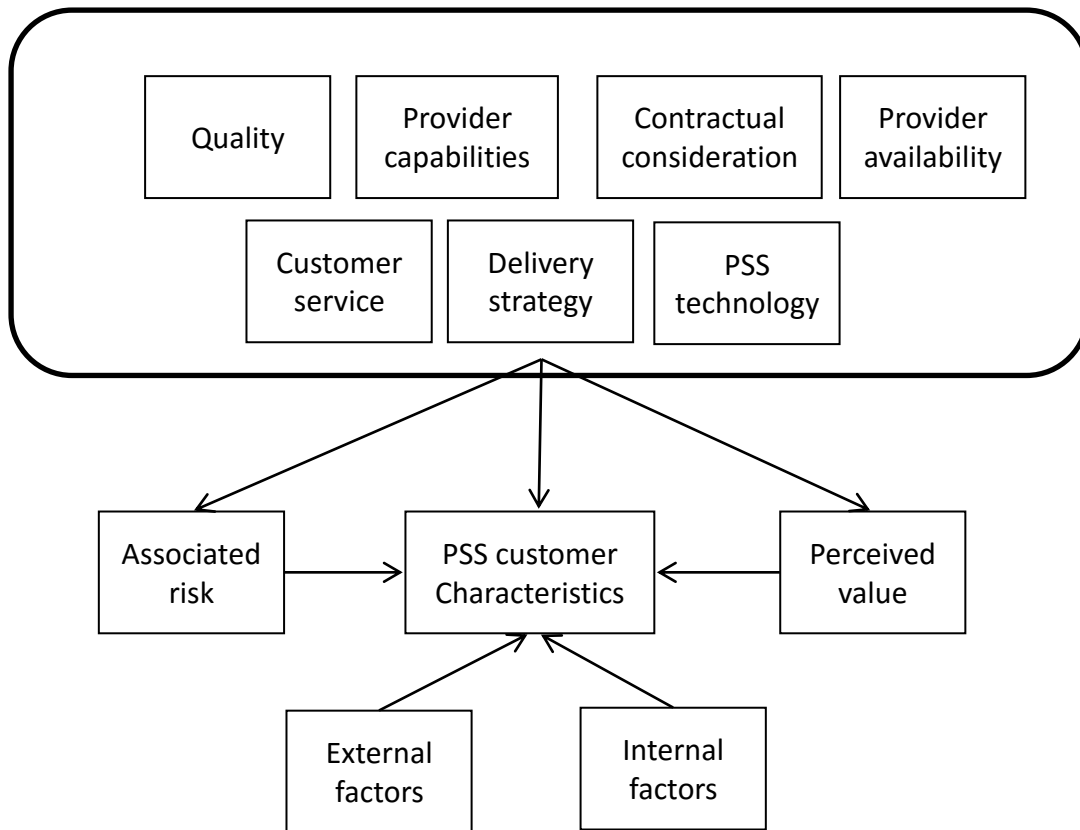 Quality
Provider
capabilities
Contractual
consideration
Provider
availability
Customer
service
Delivery
strategy
PSS
technology
Associated
risk
PSS customer
Characteristics
Perceived
value
External
factors
Internal
factors